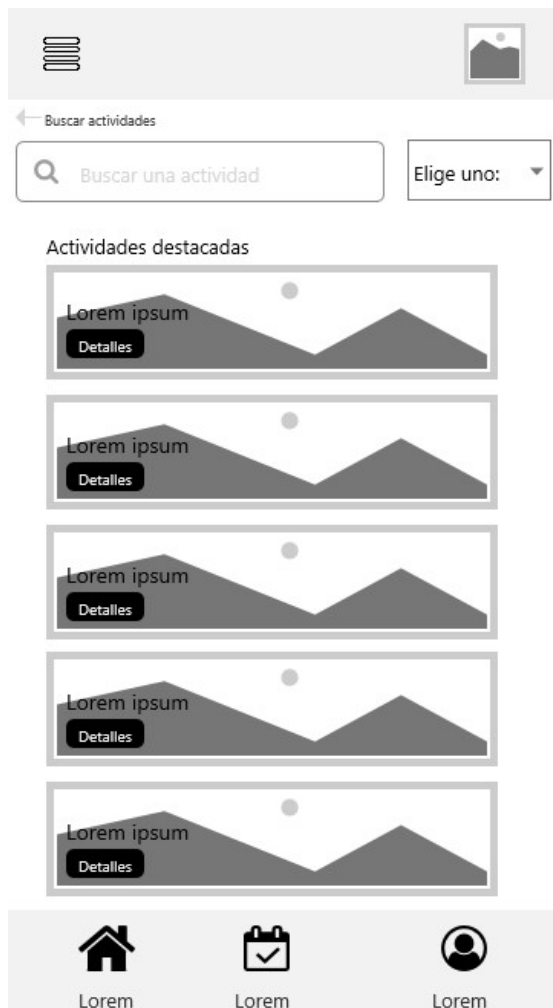 Buscar actividades
Buscar una actividad
Elige uno:
Actividades destacadas
Lorem ipsum
Detalles
Lorem ipsum
Detalles
Lorem ipsum
Detalles
Lorem ipsum
Detalles
Lorem ipsum
Detalles
Lorem Lorem Lorem